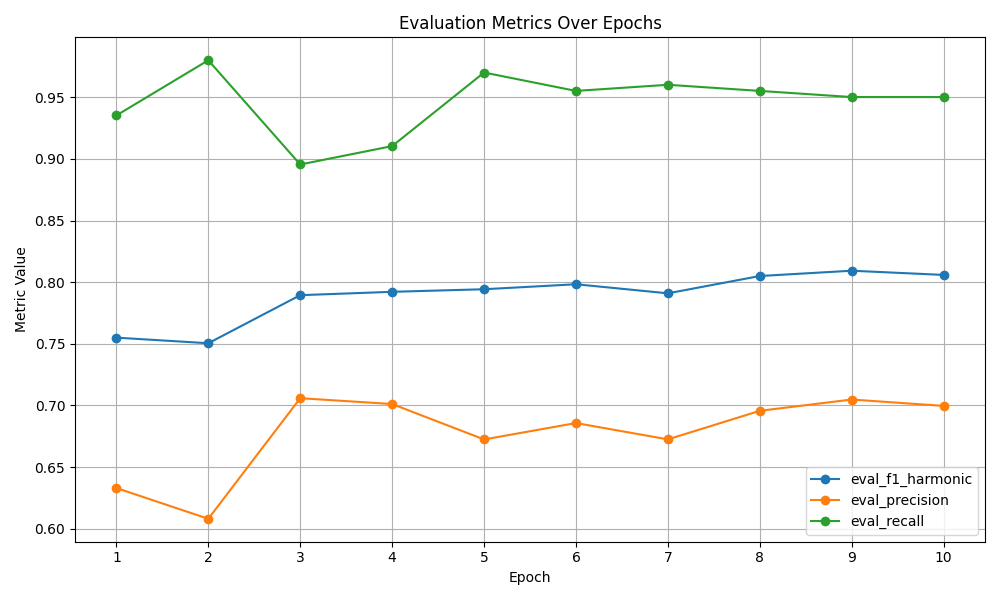 Evaluation Metrics Over Epochs
Metric Value
0.95
0.90
0.85
0.80
0.75
0.70
0.65
0.60
eval_f1_harmonic
eval_precision
eval_recall
1 2 3 4 5 6 7 8 9 10
Epoch